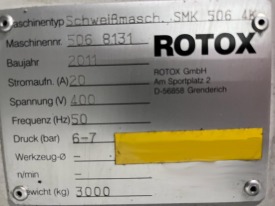 Maschinentyp Schweißmasch. SMK 506 4K
Maschinennr. 506 8131
Baujahr 2011
ROTOX
Stromaufn. (A) 20
ROTOX GmbH
Am Sportplatz 2
D-56858 Grenderich
Spannung (V) 400
Frequenz (Hz) 50
Druck (bar) 6-7
Werkzeug-Ø -
n/min -
Gewicht (kg) 3000